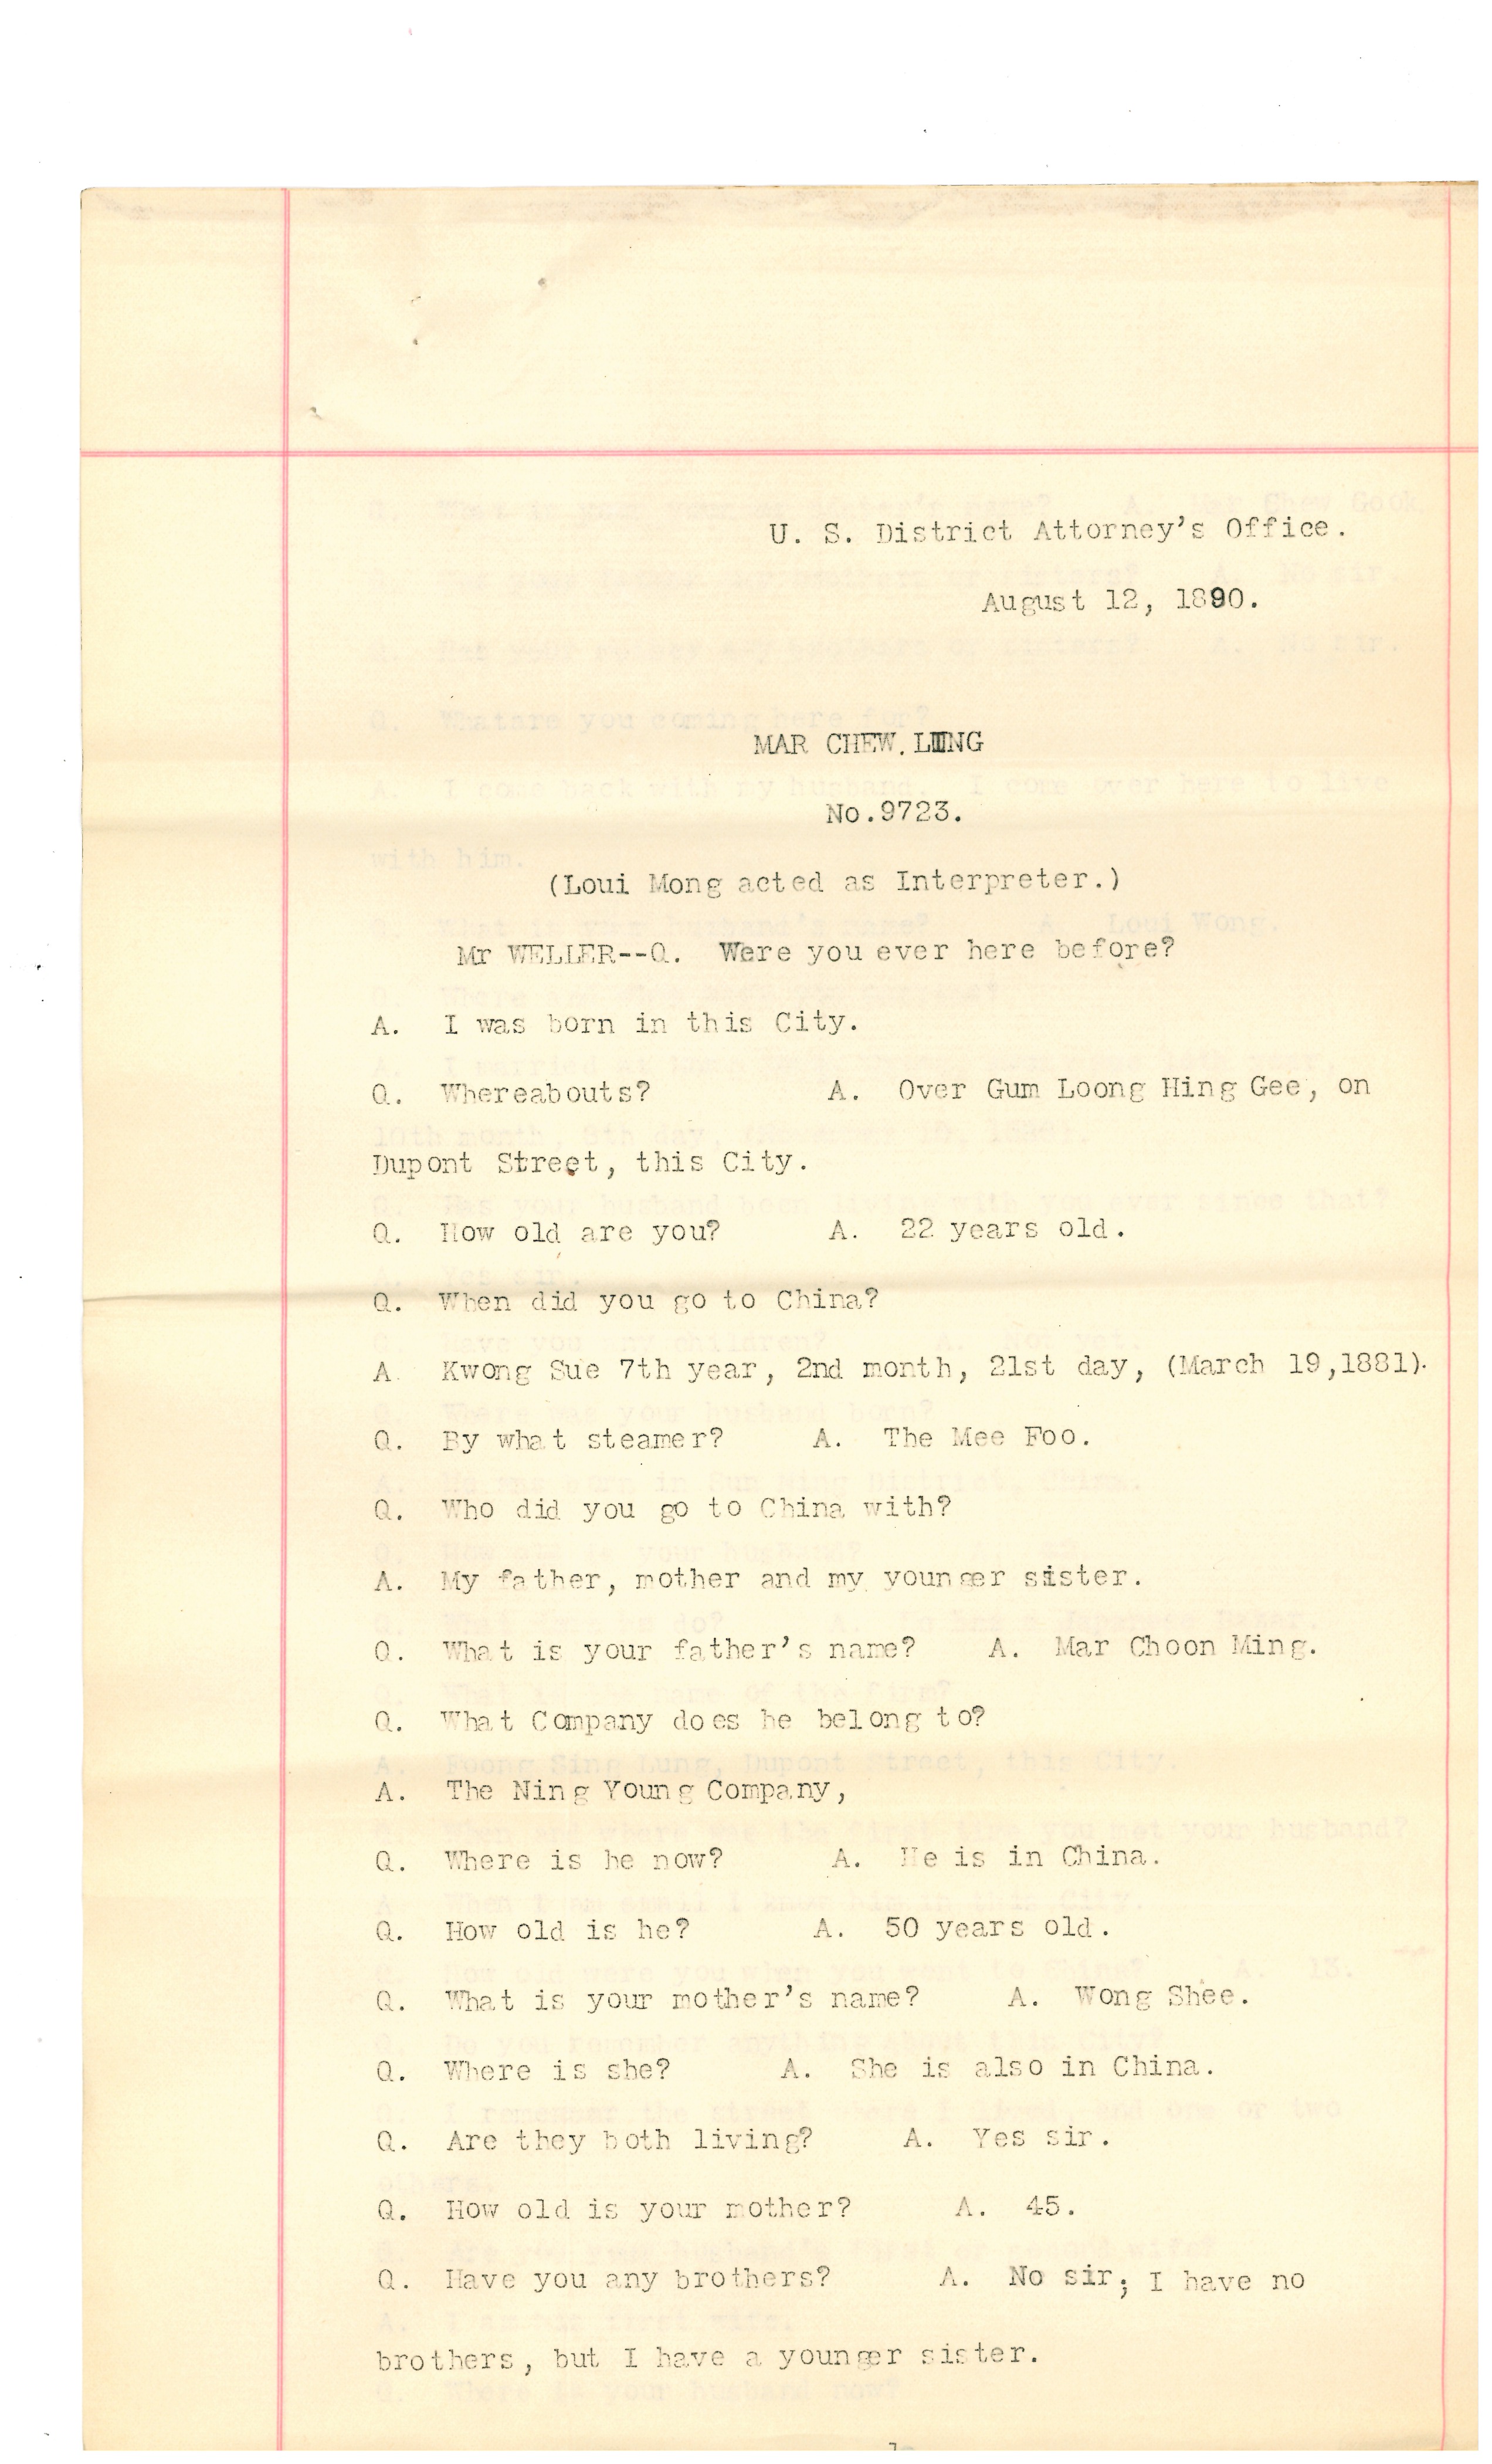 U. S. District Attorney's Office.
August 12, 1890.
MAR CHEW.
No.9723.
(Loui Mong acted as Interpreter.)
Mr WELLER--Q. Were you ever here before?
A. I was born in this City.
Q. Whereabouts? A. Over Gum Loong Hing Gee, on
Dupont Street, this City.
Q. How old are you? A. 22 years old.
Q. When did you go to China?
A. Kwong Sue 7th year, 2nd month, 21st day, (March 19,1881).
Q. By what steamer? A. The Mee Foo.
Q. Who did you go to China with?
A. My father, mother and my younger sister.
Q. What is your father's name? A. Mar Choon Ming.
Q. What Company does he belong to?
A. The Ning Young Company,
Q. Where is he now? A. He is in China.
Q. How old is he? A. 50 years old.
Q. What is your mother's name? A. Wong Shee.
Q. Where is she? A. She is also in China.
Q. Are they both living? A. Yes sir.
Q. How old is your mother? A. 45.
Q. Have you any brothers? A. No sir; I have no
brothers, but I have a younger sister.